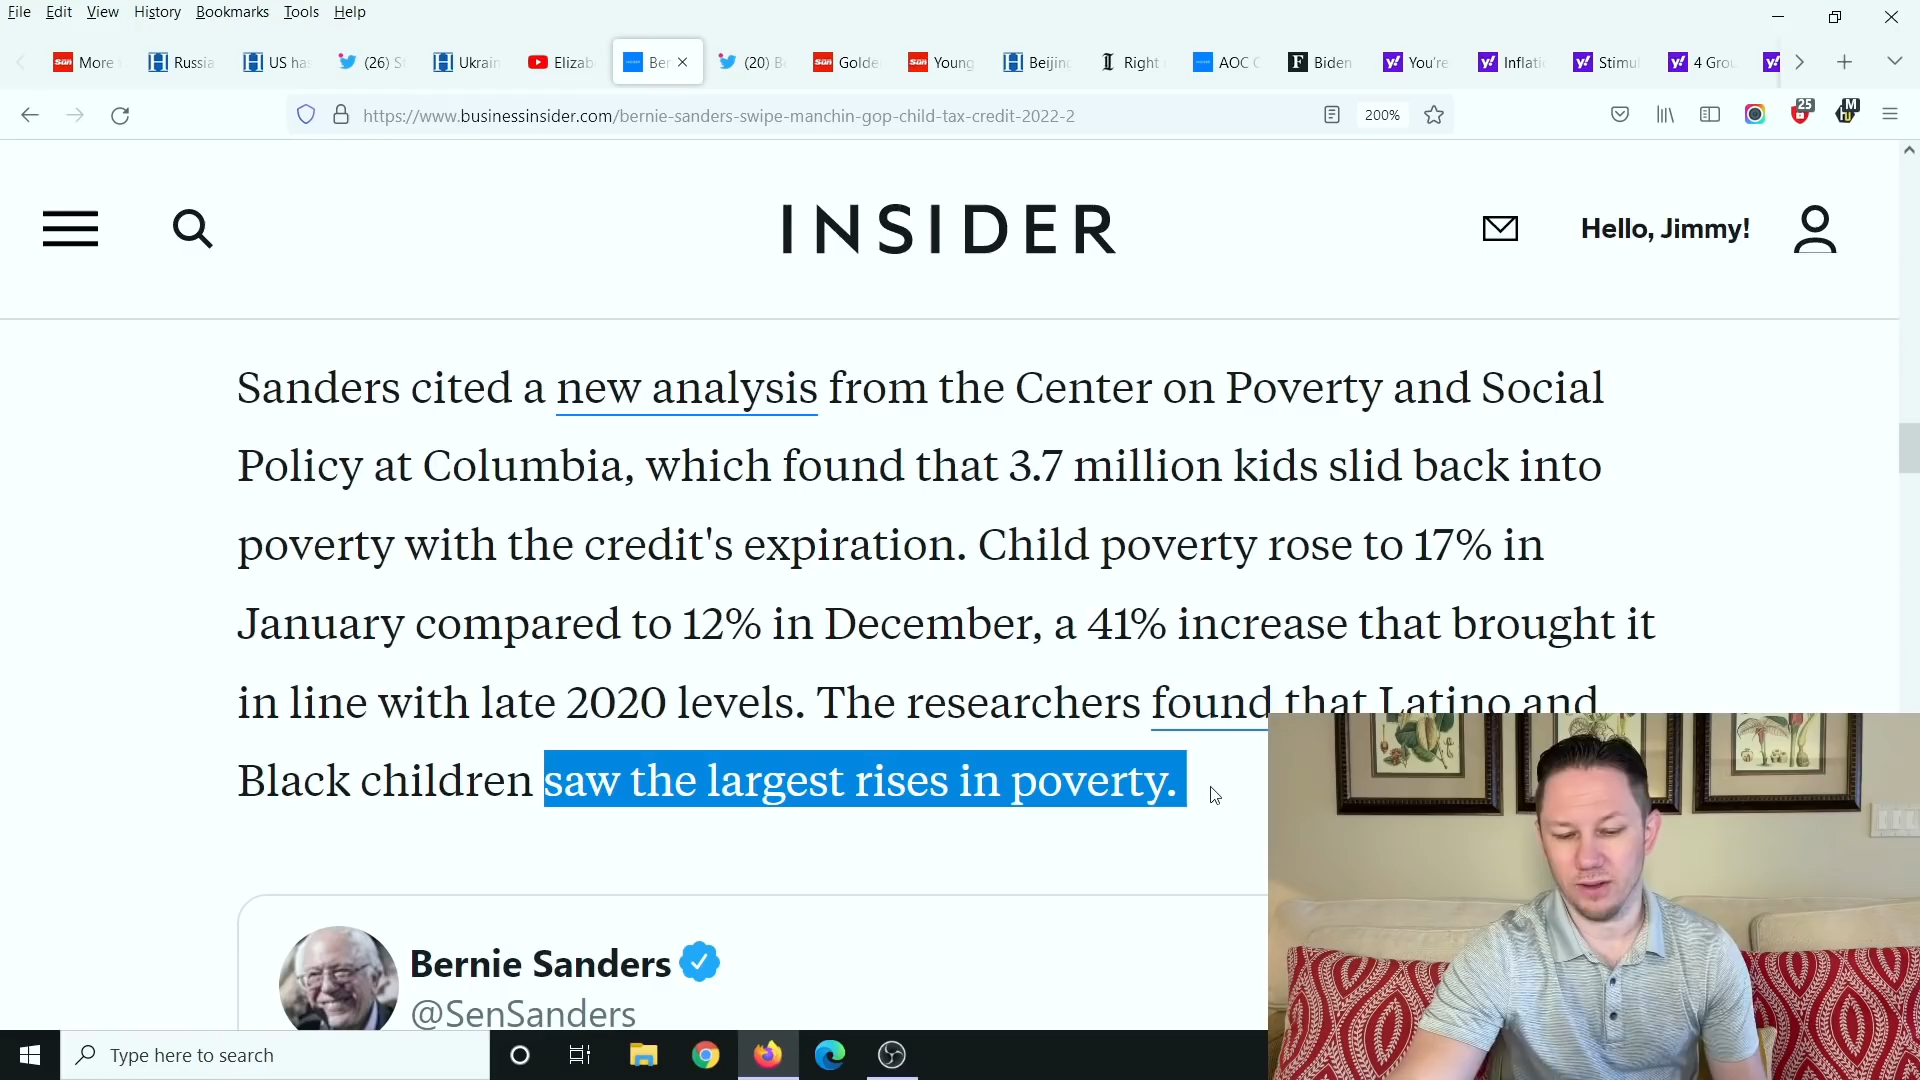 File Edit View History Bookmarks Tools Help
More Russia US ha (26) S Ukrain Elizab Ber (20) B Golde Young Beijing Right AOC Biden You're Inflati Stimul 4 Grou
https://www.businessinsider.com/bernie-sanders-swipe-manchin-gop-child-tax-credit-2022-2
200%
25
M
INSIDER
Hello, Jimmy!
Sanders cited a new analysis from the Center on Poverty and Social
Policy at Columbia, which found that 3.7 million kids slid back into
poverty with the credit's expiration. Child poverty rose to 17% in
January compared to 12% in December, a 41% increase that brought it
in line with late 2020 levels. The researchers found that Latino and
Black children saw the largest rises in poverty.
Bernie Sanders
@SenSanders
Type here to search